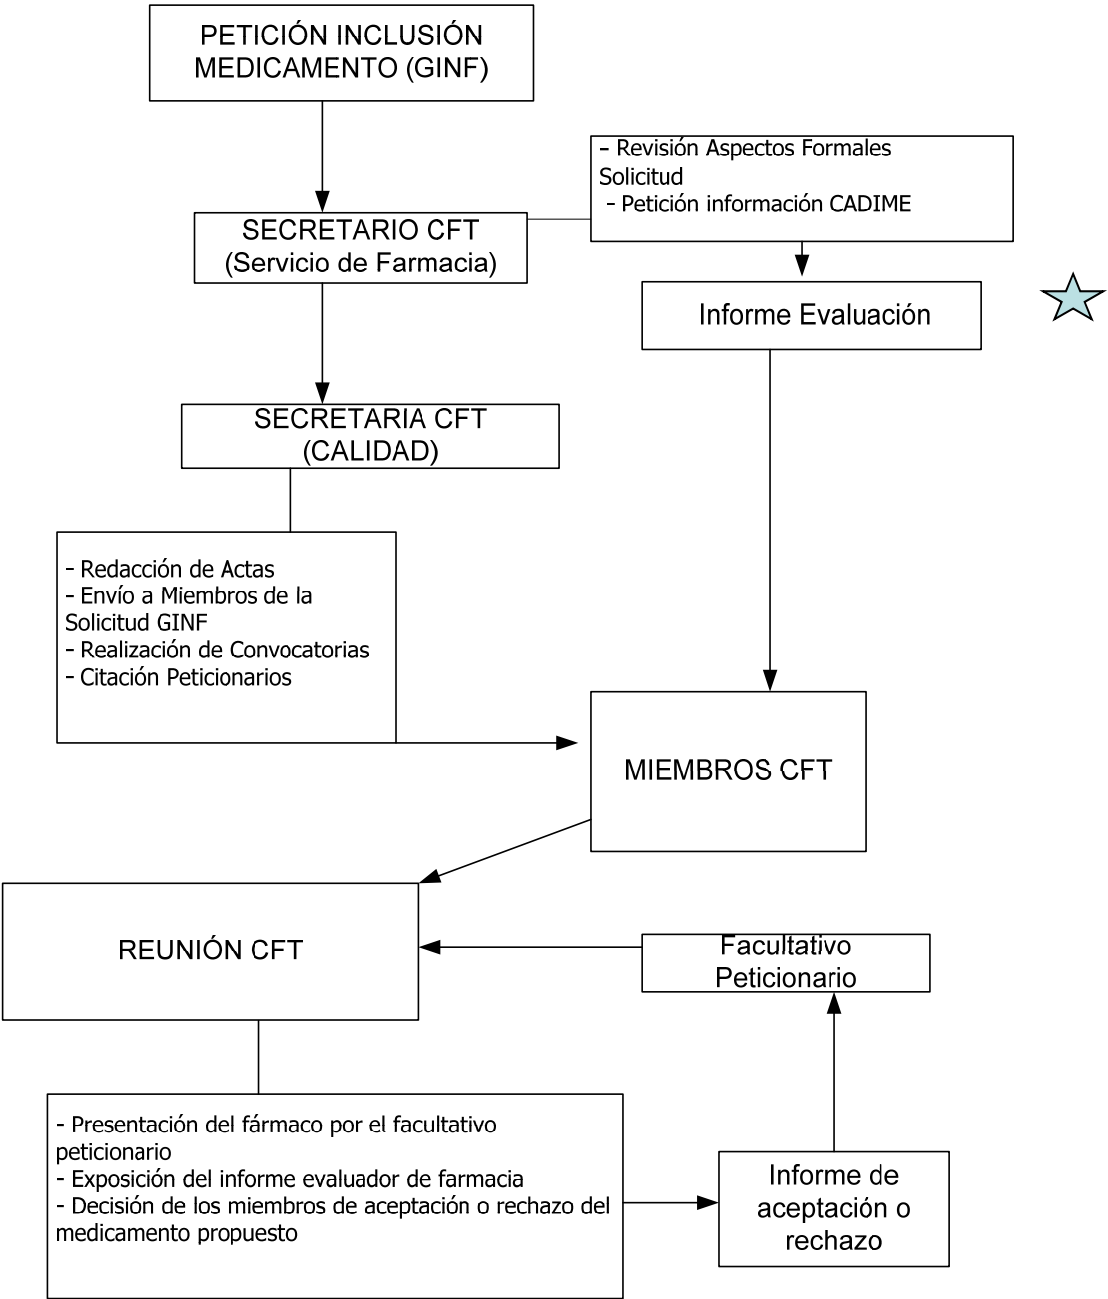 PETICIÓN INCLUSIÓN
MEDICAMENTO (GINF)
- Revisión Aspectos Formales
Solicitud
- Petición información CADIME
SECRETARIO CFT
(Servicio de Farmacia)
Informe Evaluación
SECRETARIA CFT
(CALIDAD)
- Redacción de Actas
- Envío a Miembros de la
Solicitud GINF
- Realización de Convocatorias
- Citación Peticionarios
MIEMBROS CFT
REUNIÓN CFT
Facultativo
Peticionario
- Presentación del fármaco por el facultativo
peticionario
- Exposición del informe evaluador de farmacia
- Decisión de los miembros de aceptación o rechazo del
medicamento propuesto
Informe de
aceptación o
rechazo